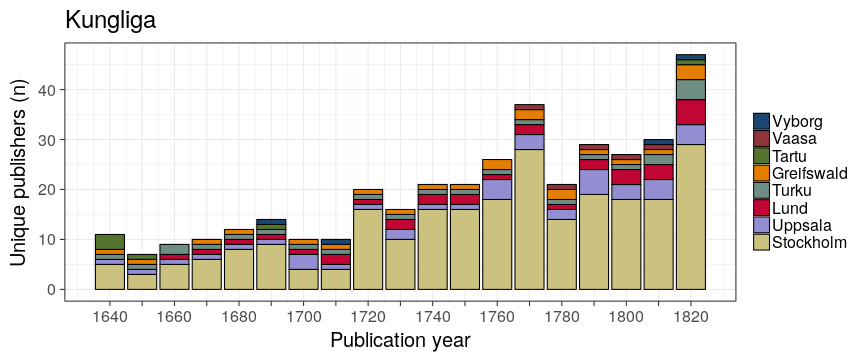 Kungliga
Unique publishers (n)
40
30
20
10
0
1640 1660 1680 1700 1720 1740 1760 1780 1800 1820
Publication year
Vyborg
Vaasa
Tartu
Greifswald
Turku
Lund
Uppsala
Stockholm